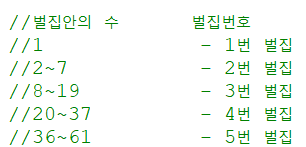 //벌집안의 수 벌집번호
//1 - 1번 벌집
//2~7 - 2번 벌집
//8~19 - 3번 벌집
//20~37 - 4번 벌집
//36~61 - 5번 벌집